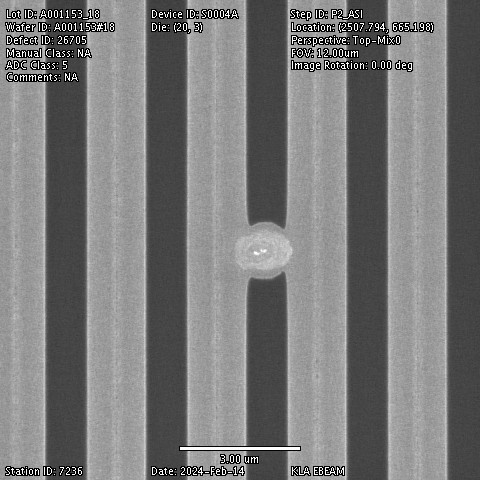 Lot ID: A001153_18
Wafer ID: A001153#18
Defect ID: 26705
Manual Class: NA
ADC Class: 5
Comments: NA
Device ID: S0004A
Die: (20, 3)
Step ID: P2_ASI
Location: (2507.794, 665.198)
Perspective: Top-Mix0
FOV: 12.00um
Image Rotation: 0.00 deg
3.00 um
Station ID: 7236
Date: 2024-Feb-14
KLA EBEAM